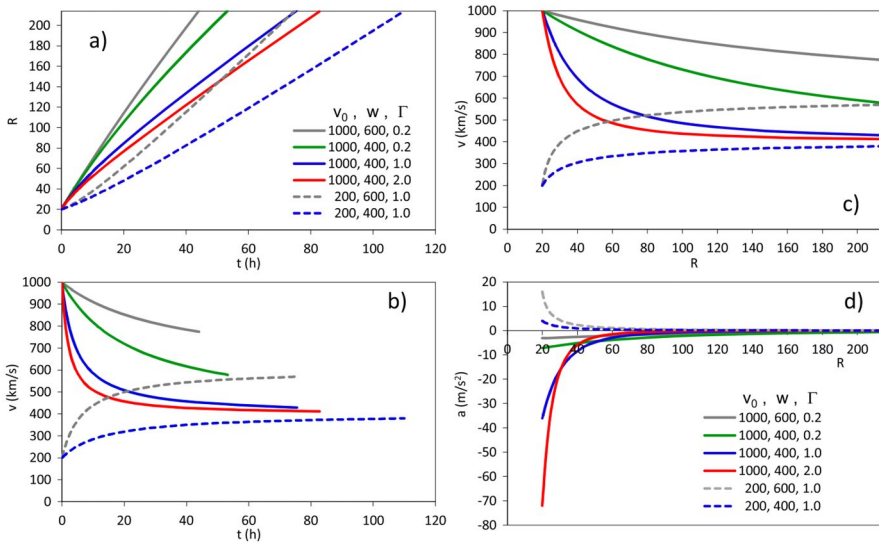 a)
R
220
200
180
160
140
120
100
80
60
40
20
0
0 20 40 60 80 100 120
t (h)
v0 , w , Γ
1000, 600, 0.2
1000, 400, 0.2
1000, 400, 1.0
1000, 400, 2.0
200, 600, 1.0
200, 400, 1.0
c)
v (km/s)
1000
900
800
700
600
500
400
300
200
100
0
0 20 40 60 80 100 120 140 160 180 200
R
b)
v (km/s)
1000
900
800
700
600
500
400
300
200
100
0
0 20 40 60 80 100 120
t (h)
d)
a (m/s²)
20
10
0
-10
-20
-30
-40
-50
-60
-70
-80
0 20 40 60 80 100 120 140 160 180 200
R
v0 , w , Γ
1000, 600, 0.2
1000, 400, 0.2
1000, 400, 1.0
1000, 400, 2.0
200, 600, 1.0
200, 400, 1.0